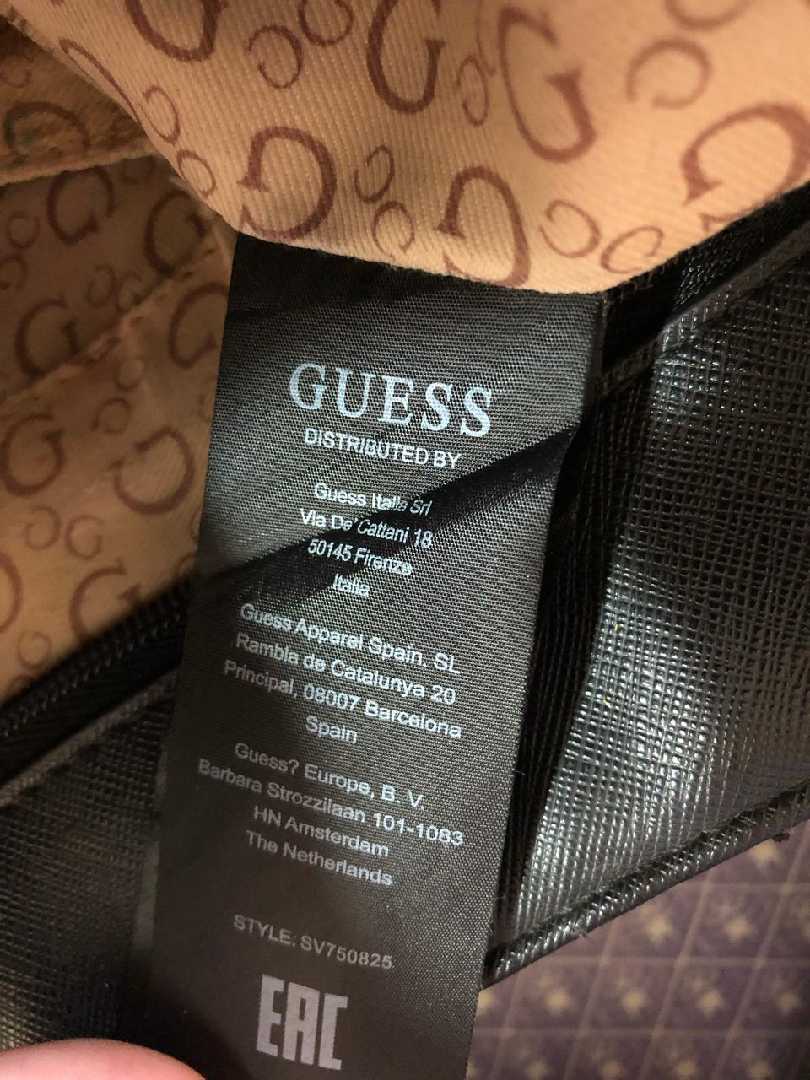 GUESS
DISTRIBUTED BY
Guess Italia Srl
Via De' Cattani 18
50145 Firenze
Italia
Guess Apparel Spain, SL
Rambla de Catalunya 20
Principal, 08007 Barcelona
Spain
Guess? Europe, B. V.
Barbara Strozzilaan 101-1083
HN Amsterdam
The Netherlands
STYLE: SV750825
EAC